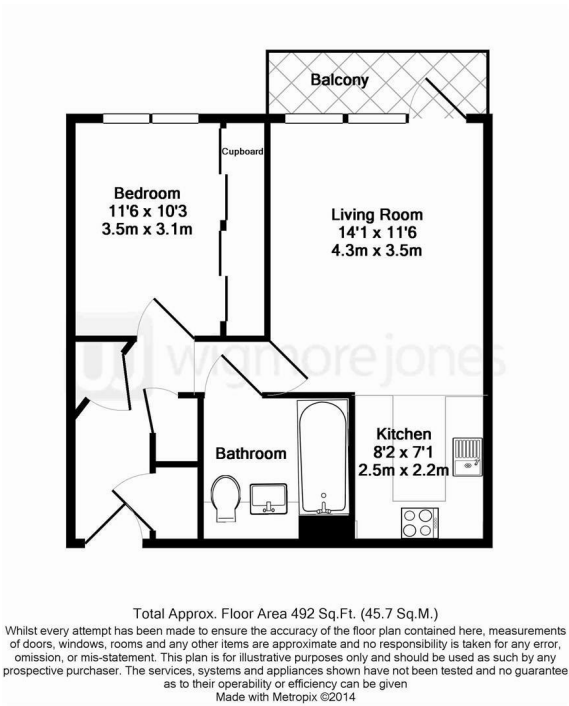 Balcony
Cupboard
Bedroom
11'6 x 10'3
3.5m x 3.1m
Living Room
14'1 x 11'6
4.3m x 3.5m
wigmore jones
Kitchen
8'2 x 7'1
2.5m x 2.2m
Bathroom
Total Approx. Floor Area 492 Sq.Ft. (45.7 Sq.M.)
Whilst every attempt has been made to ensure the accuracy of the floor plan contained here, measurements
of doors, windows, rooms and any other items are approximate and no responsibility is taken for any error,
omission, or mis-statement. This plan is for illustrative purposes only and should be used as such by any
prospective purchaser. The services, systems and appliances shown have not been tested and no guarantee
as to their operability or efficiency can be given
Made with Metropix ©2014